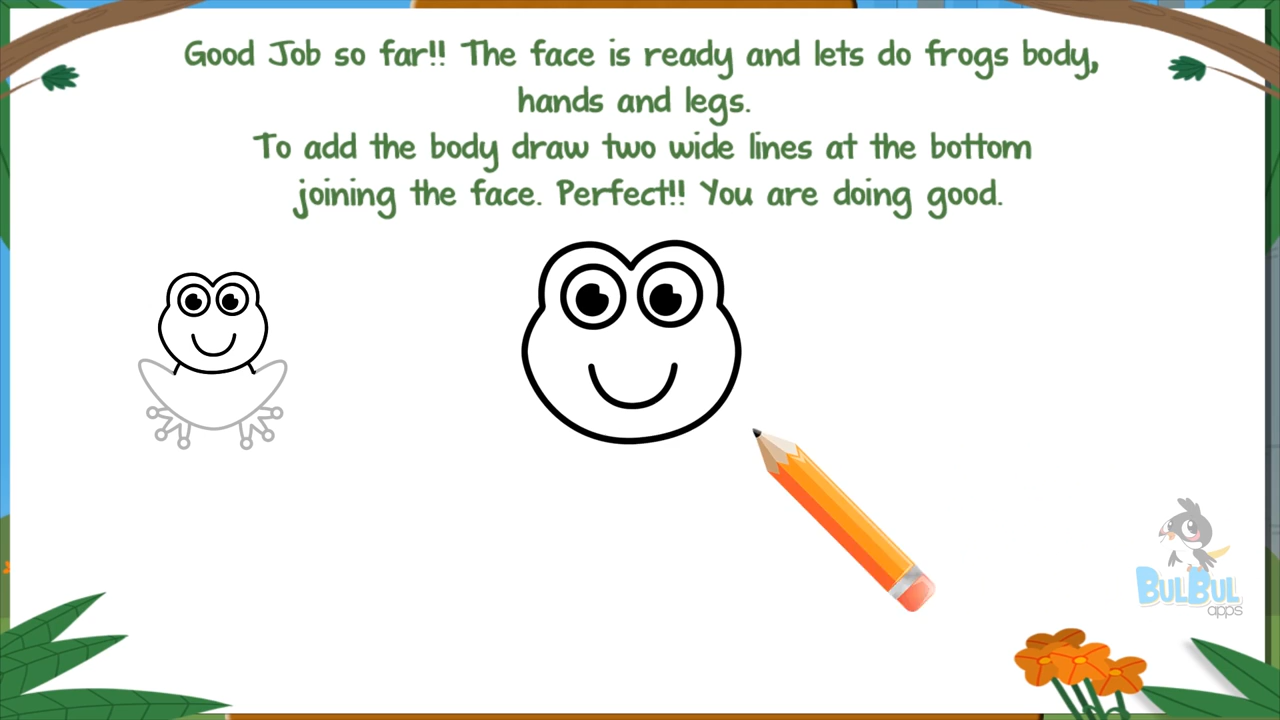 Good Job so far!! The face is ready and lets do frogs body,
hands and legs.
To add the body draw two wide lines at the bottom
joining the face. Perfect!! You are doing good.
BULBUL
apps